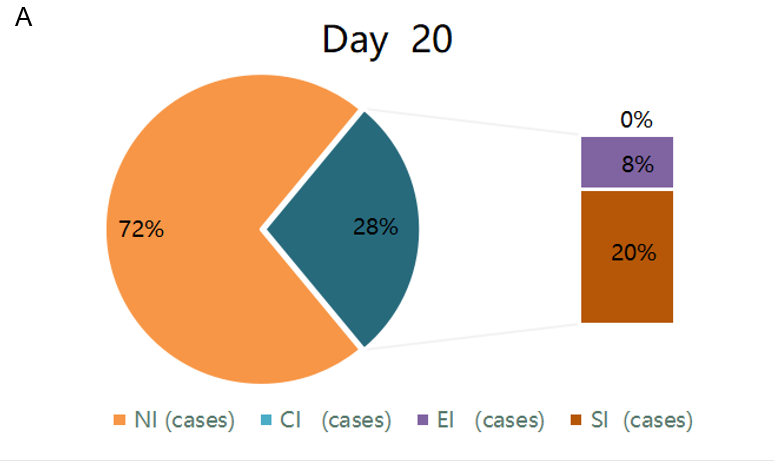 A
Day 20
0%
8%
72%
28%
20%
NI (cases) CI (cases) EI (cases) SI (cases)